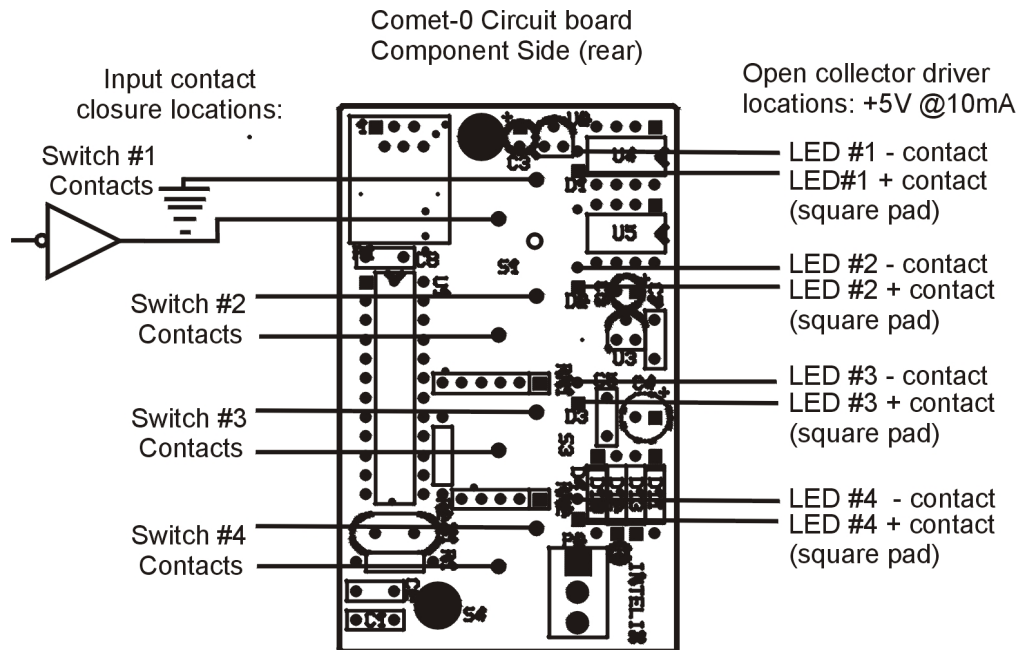 Comet-0 Circuit board
Component Side (rear)
Input contact
closure locations:
Open collector driver
locations: +5V @10mA
Switch #1
Contacts
Switch #2
Contacts
Switch #3
Contacts
Switch #4
Contacts
LED #1 - contact
LED#1 + contact
(square pad)
LED #2 - contact
LED #2 + contact
(square pad)
LED #3 - contact
LED #3 + contact
(square pad)
LED #4 - contact
LED #4 + contact
(square pad)
C3
U4
D1
U5
C8
S1
U3
D3
S3
S4